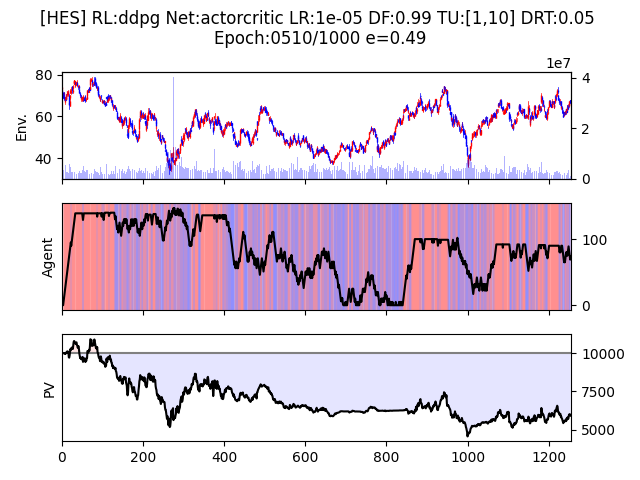 [HES] RL:ddpg Net:actorcritic LR:1e-05 DF:0.99 TU:[1,10] DRT:0.05
Epoch:0510/1000 e=0.49
1e7
80
60
40
Env.
4
2
0
Agent
100
0
PV
10000
7500
5000
0 200 400 600 800 1000 1200